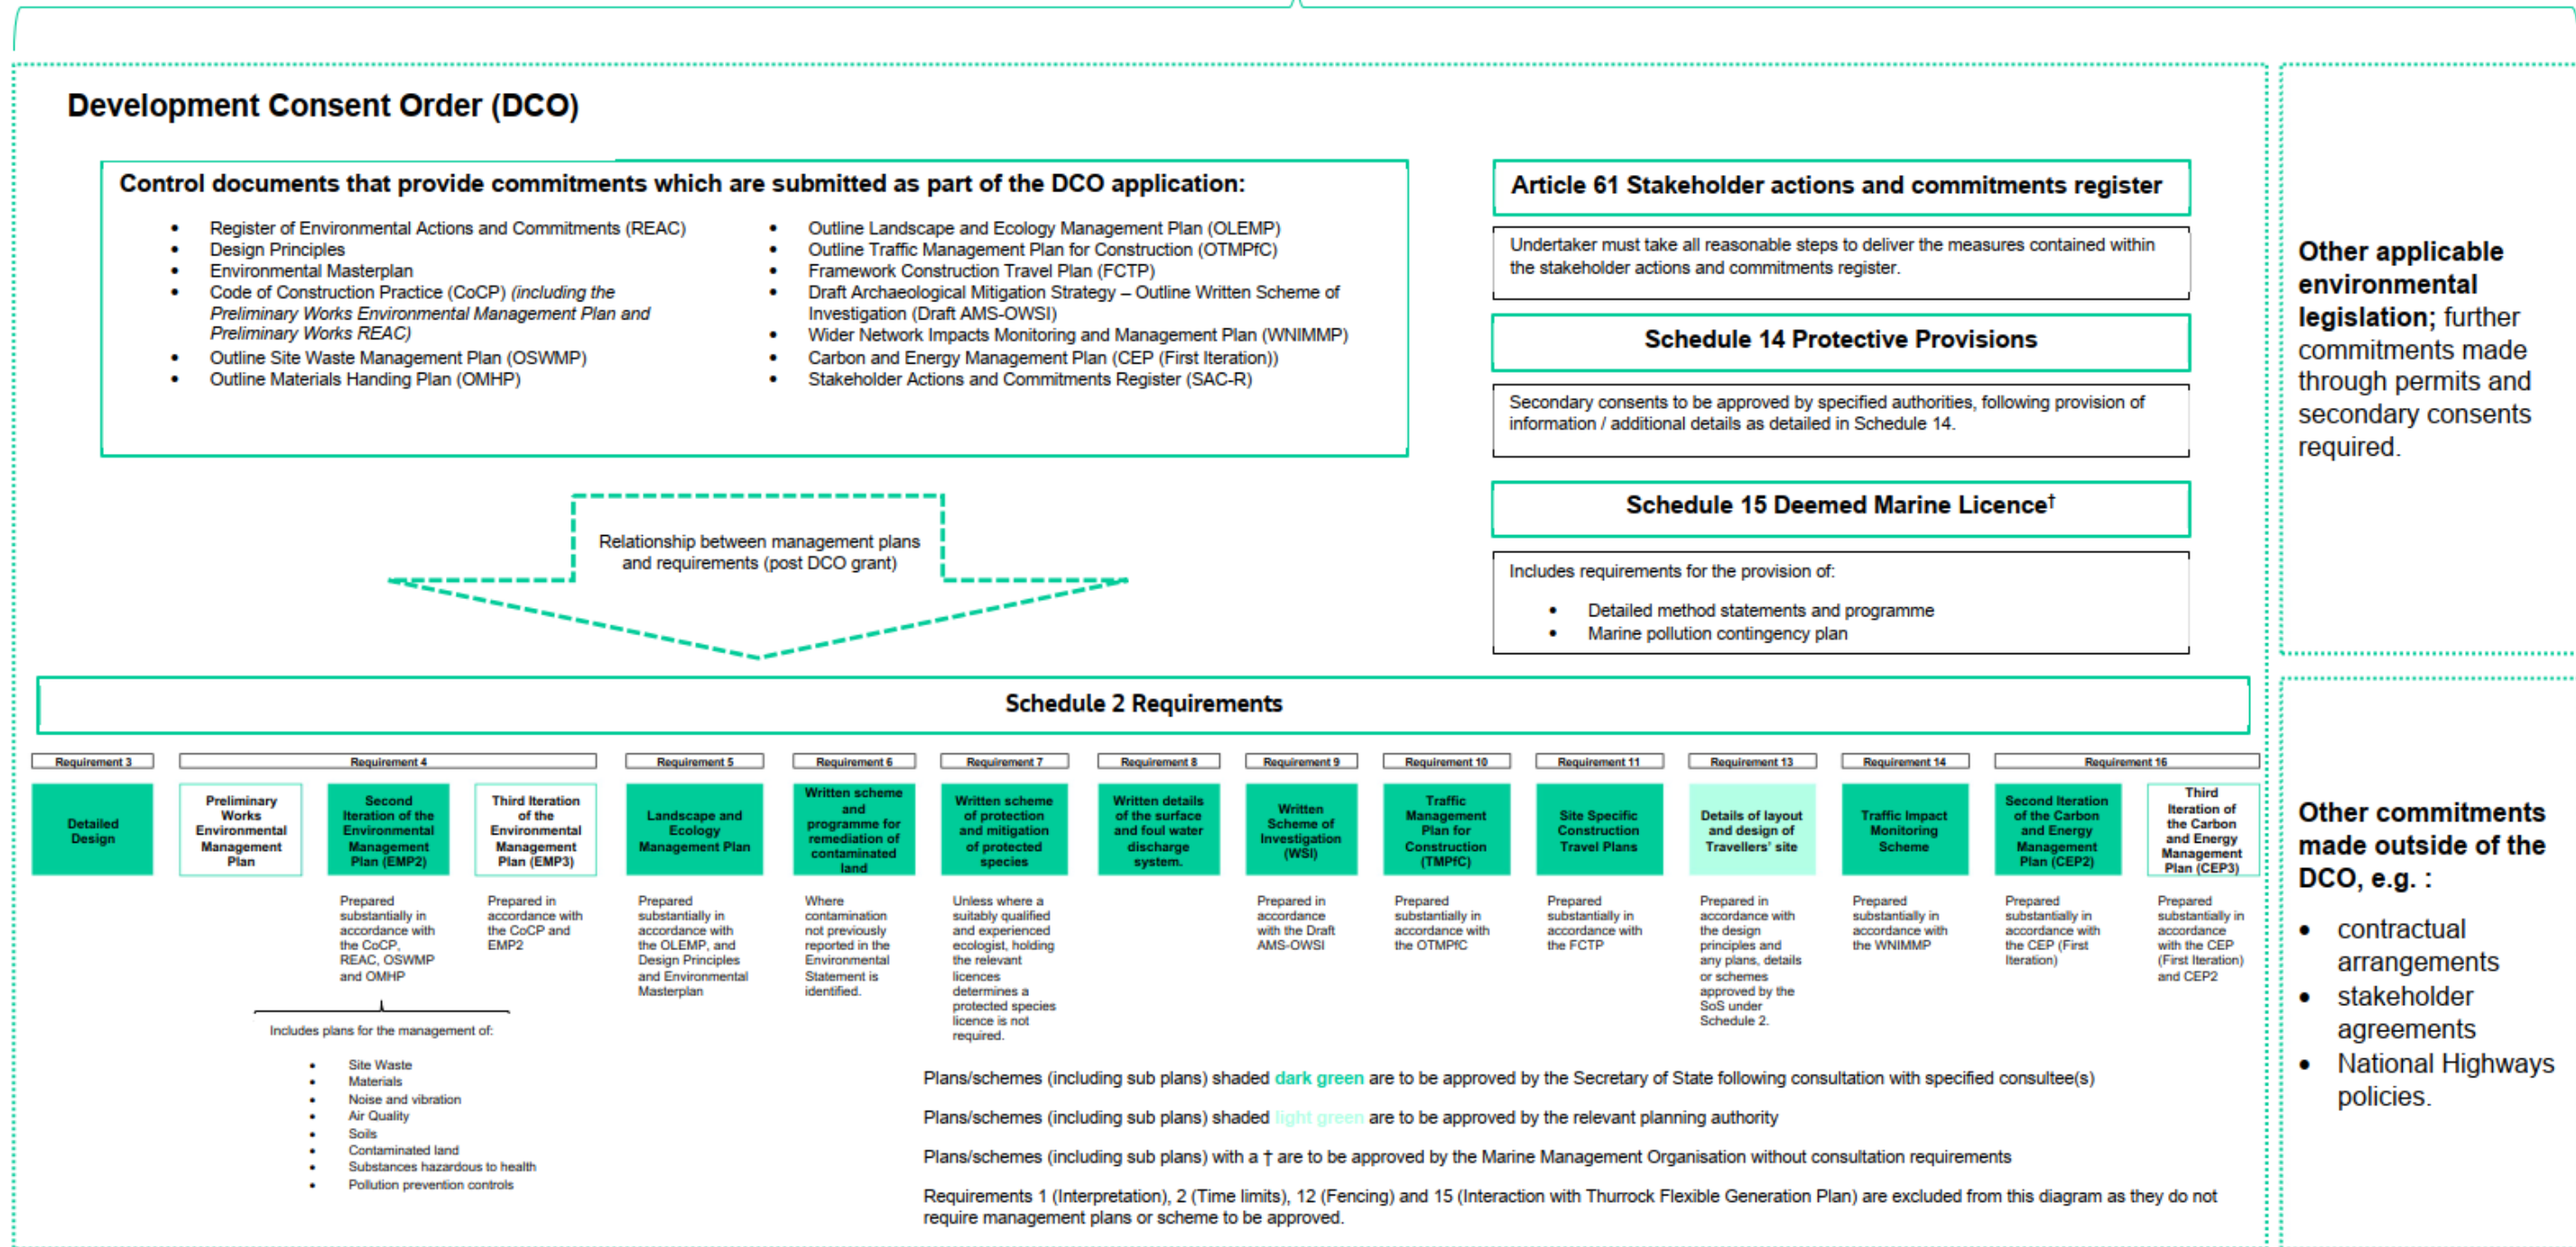 Development Consent Order (DCO)
Control documents that provide commitments which are submitted as part of the DCO application:
• Register of Environmental Actions and Commitments (REAC)
• Design Principles
• Environmental Masterplan
• Code of Construction Practice (CoCP) (including the
Preliminary Works Environmental Management Plan and
Preliminary Works REAC)
• Outline Site Waste Management Plan (OSWMP)
• Outline Materials Handing Plan (OMHP)
• Outline Landscape and Ecology Management Plan (OLEMP)
• Outline Traffic Management Plan for Construction (OTMPfC)
• Framework Construction Travel Plan (FCTP)
• Draft Archaeological Mitigation Strategy – Outline Written Scheme of
Investigation (Draft AMS-OWSI)
• Wider Network Impacts Monitoring and Management Plan (WNIMMP)
• Carbon and Energy Management Plan (CEP (First Iteration))
• Stakeholder Actions and Commitments Register (SAC-R)
Article 61 Stakeholder actions and commitments register
Undertaker must take all reasonable steps to deliver the measures contained within
the stakeholder actions and commitments register.
Schedule 14 Protective Provisions
Secondary consents to be approved by specified authorities, following provision of
information / additional details as detailed in Schedule 14.
Schedule 15 Deemed Marine Licence†
Includes requirements for the provision of:
• Detailed method statements and programme
• Marine pollution contingency plan
Relationship between management plans
and requirements (post DCO grant)
Schedule 2 Requirements
Requirement 3
Detailed
Design
Requirement 4
Preliminary
Works
Environmental
Management
Plan
Second
Iteration of the
Environmental
Management
Plan (EMP2)
Prepared
substantially in
accordance with
the CoCP,
REAC, OSWMP
and OMHP
Third Iteration
of the
Environmental
Management
Plan (EMP3)
Prepared in
accordance with
the CoCP and
EMP2
Includes plans for the management of:
• Site Waste
• Materials
• Noise and vibration
• Air Quality
• Soils
• Contaminated land
• Substances hazardous to health
• Pollution prevention controls
Requirement 5
Landscape and
Ecology
Management Plan
Prepared
substantially in
accordance with
the OLEMP, and
Design Principles
and Environmental
Masterplan
Requirement 6
Written scheme
and
programme for
remediation of
contaminated
land
Where
contamination
not previously
reported in the
Environmental
Statement is
identified.
Requirement 7
Written scheme
of protection
and mitigation
of protected
species
Unless where a
suitably qualified
and experienced
ecologist, holding
the relevant
licences
determines a
protected species
licence is not
required.
Requirement 8
Written details
of the surface
and foul water
discharge
system.
Requirement 9
Written
Scheme of
Investigation
(WSI)
Prepared in
accordance
with the Draft
AMS-OWSI
Requirement 10
Traffic
Management
Plan for
Construction
(TMPfC)
Prepared
substantially in
accordance with
the OTMPfC
Requirement 11
Site Specific
Construction
Travel Plans
Prepared
substantially in
accordance with
the FCTP
Requirement 13
Details of layout
and design of
Travellers' site
Prepared in
accordance with
the design
principles and
any plans, details
or schemes
approved by the
SoS under
Schedule 2.
Requirement 14
Traffic Impact
Monitoring
Scheme
Prepared
substantially in
accordance with
the WNIMMP
Requirement 16
Second Iteration
of the Carbon
and Energy
Management
Plan (CEP2)
Prepared
substantially in
accordance with
the CEP (First
Iteration)
Third
Iteration of
the Carbon
and Energy
Management
Plan (CEP3)
Prepared
substantially in
accordance
with the CEP
(First Iteration)
and CEP2
Plans/schemes (including sub plans) shaded dark green are to be approved by the Secretary of State following consultation with specified consultee(s)
Plans/schemes (including sub plans) shaded light green are to be approved by the relevant planning authority
Plans/schemes (including sub plans) with a † are to be approved by the Marine Management Organisation without consultation requirements
Requirements 1 (Interpretation), 2 (Time limits), 12 (Fencing) and 15 (Interaction with Thurrock Flexible Generation Plan) are excluded from this diagram as they do not
require management plans or scheme to be approved.
Other applicable
environmental
legislation; further
commitments made
through permits and
secondary consents
required.
Other commitments
made outside of the
DCO, e.g. :
• contractual
arrangements
• stakeholder
agreements
• National Highways
policies.